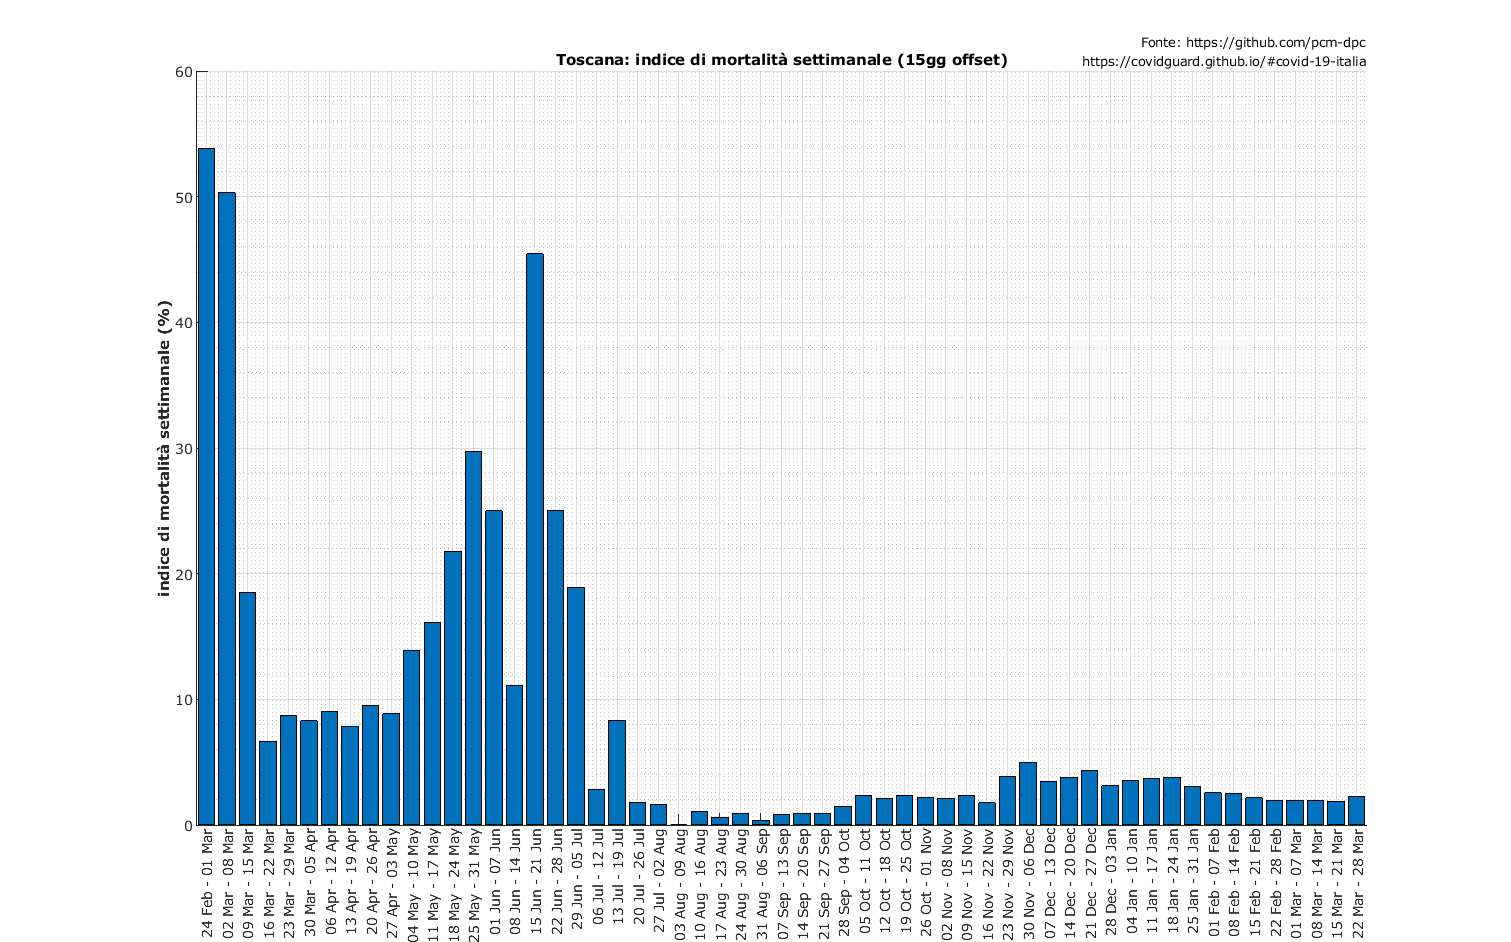 Fonte: https://github.com/pcm-dpc
https://covidguard.github.io/#covid-19-italia
Toscana: indice di mortalità settimanale (15gg offset)
indice di mortalità settimanale (%)
60
50
40
30
20
10
0
24 Feb - 01 Mar
02 Mar - 08 Mar
09 Mar - 15 Mar
16 Mar - 22 Mar
23 Mar - 29 Mar
30 Mar - 05 Apr
06 Apr - 12 Apr
13 Apr - 19 Apr
20 Apr - 26 Apr
27 Apr - 03 May
04 May - 10 May
11 May - 17 May
18 May - 24 May
25 May - 31 May
01 Jun - 07 Jun
08 Jun - 14 Jun
15 Jun - 21 Jun
22 Jun - 28 Jun
29 Jun - 05 Jul
06 Jul - 12 Jul
13 Jul - 19 Jul
20 Jul - 26 Jul
27 Jul - 02 Aug
03 Aug - 09 Aug
10 Aug - 16 Aug
17 Aug - 23 Aug
24 Aug - 30 Aug
31 Aug - 06 Sep
07 Sep - 13 Sep
14 Sep - 20 Sep
21 Sep - 27 Sep
28 Sep - 04 Oct
05 Oct - 11 Oct
12 Oct - 18 Oct
19 Oct - 25 Oct
26 Oct - 01 Nov
02 Nov - 08 Nov
09 Nov - 15 Nov
16 Nov - 22 Nov
23 Nov - 29 Nov
30 Nov - 06 Dec
07 Dec - 13 Dec
14 Dec - 20 Dec
21 Dec - 27 Dec
28 Dec - 03 Jan
04 Jan - 10 Jan
11 Jan - 17 Jan
18 Jan - 24 Jan
25 Jan - 31 Jan
01 Feb - 07 Feb
08 Feb - 14 Feb
15 Feb - 21 Feb
22 Feb - 28 Feb
01 Mar - 07 Mar
08 Mar - 14 Mar
15 Mar - 21 Mar
22 Mar - 28 Mar